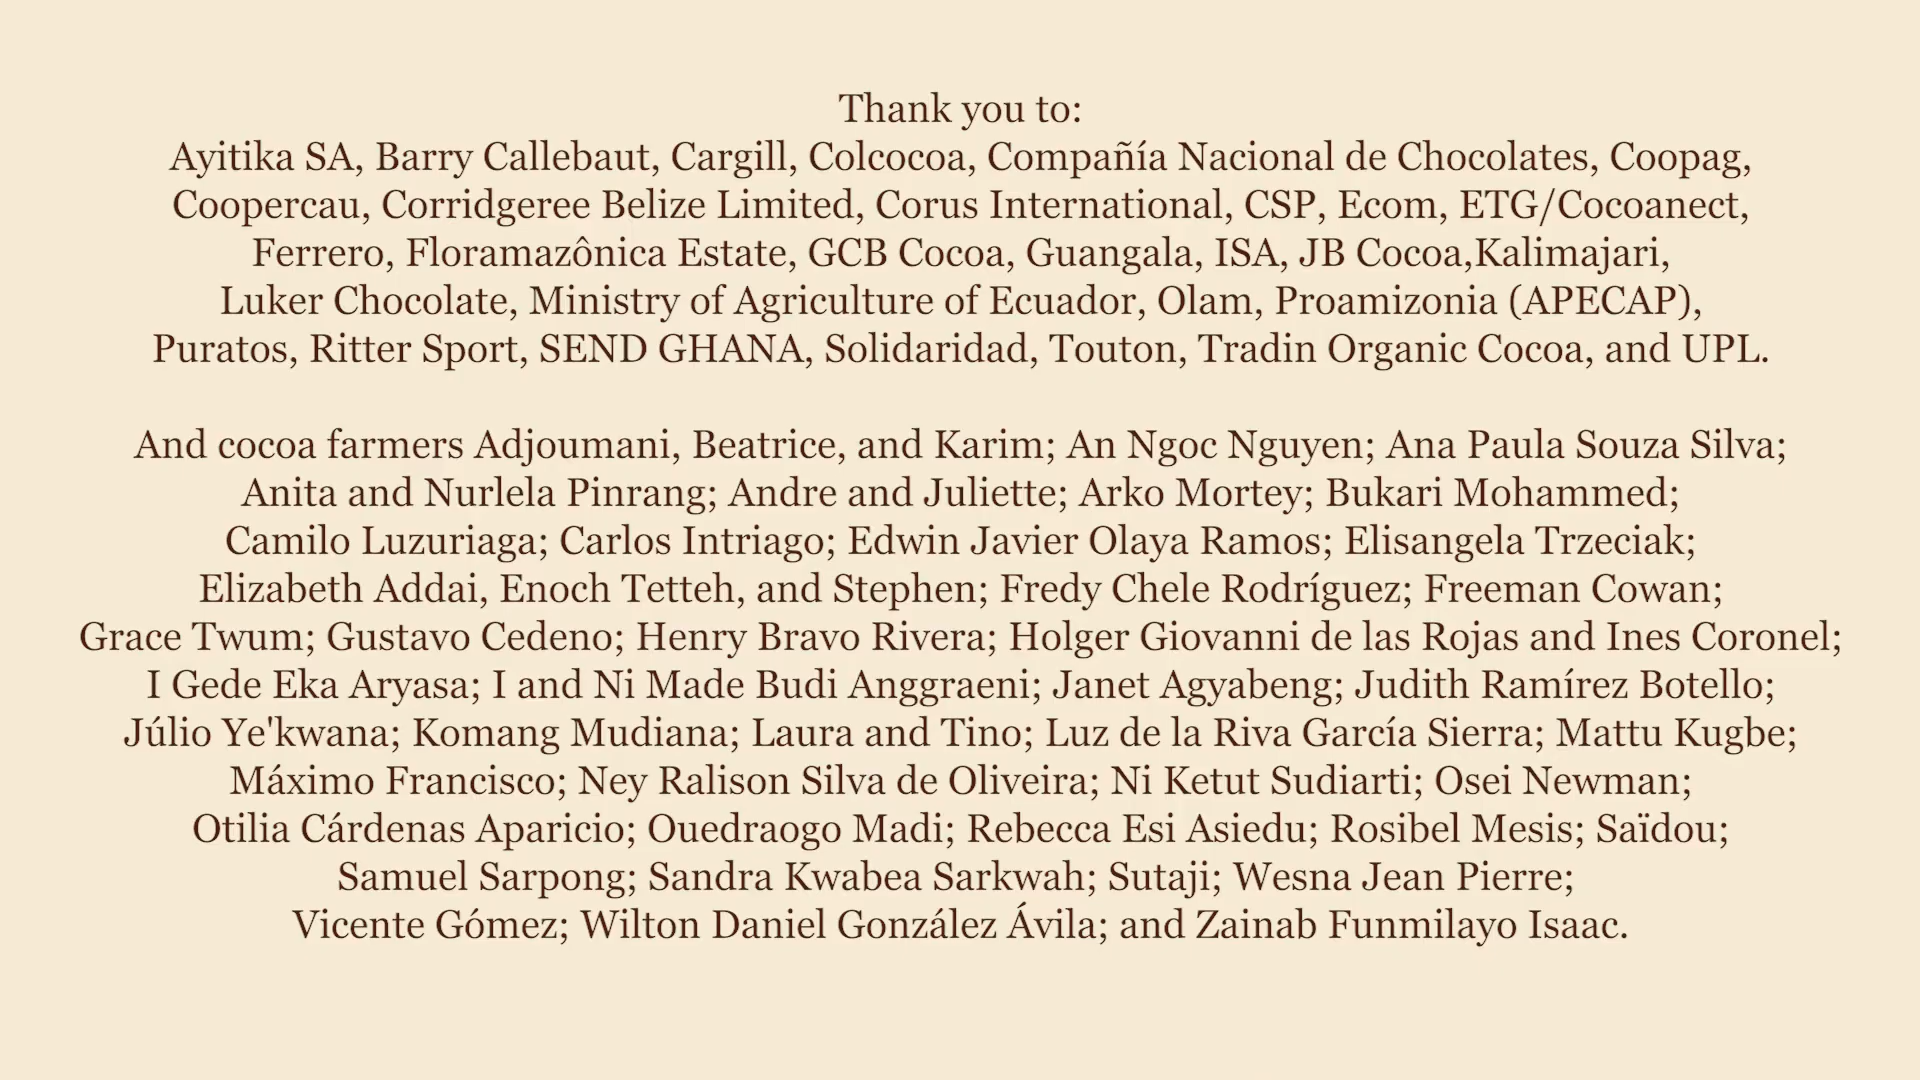 Thank you to:
Ayitika SA, Barry Callebaut, Cargill, Colcocoa, Compañía Nacional de Chocolates, Coopag,
Coopercau, Corridgeree Belize Limited, Corus International, CSP, Ecom, ETG/Cocoanect,
Ferrero, Floramazônica Estate, GCB Cocoa, Guangala, ISA, JB Cocoa,Kalimajari,
Luker Chocolate, Ministry of Agriculture of Ecuador, Olam, Proamizonia (APECAP),
Puratos, Ritter Sport, SEND GHANA, Solidaridad, Touton, Tradin Organic Cocoa, and UPL.
And cocoa farmers Adjoumani, Beatrice, and Karim; An Ngoc Nguyen; Ana Paula Souza Silva;
Anita and Nurlela Pinrang; Andre and Juliette; Arko Mortey; Bukari Mohammed;
Camilo Luzuriaga; Carlos Intriago; Edwin Javier Olaya Ramos; Elisangela Trzeciak;
Elizabeth Addai, Enoch Tetteh, and Stephen; Fredy Chele Rodríguez; Freeman Cowan;
Grace Twum; Gustavo Cedeno; Henry Bravo Rivera; Holger Giovanni de las Rojas and Ines Coronel;
I Gede Eka Aryasa; I and Ni Made Budi Anggraeni; Janet Agyabeng; Judith Ramírez Botello;
Júlio Ye'kwana; Komang Mudiana; Laura and Tino; Luz de la Riva García Sierra; Mattu Kugbe;
Máximo Francisco; Ney Ralison Silva de Oliveira; Ni Ketut Sudiarti; Osei Newman;
Otilia Cárdenas Aparicio; Ouedraogo Madi; Rebecca Esi Asiedu; Rosibel Mesis; Saïdou;
Samuel Sarpong; Sandra Kwabea Sarkwah; Sutaji; Wesna Jean Pierre;
Vicente Gómez; Wilton Daniel González Ávila; and Zainab Funmilayo Isaac.